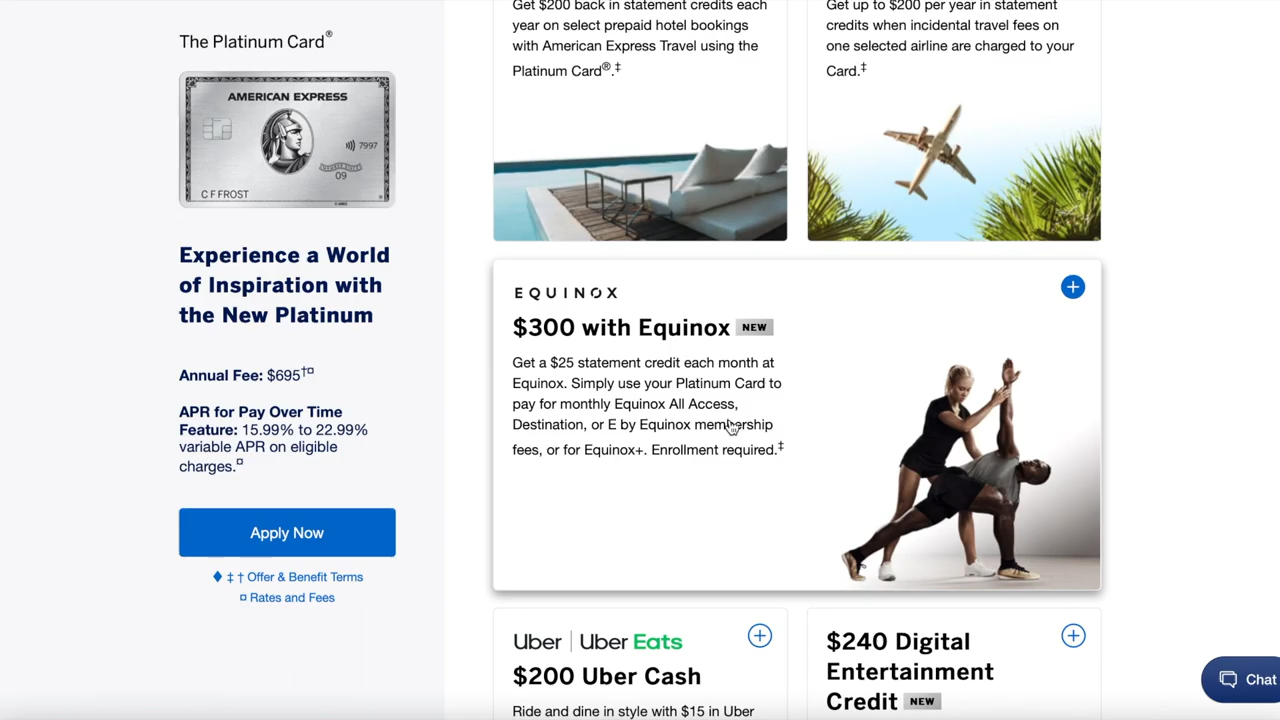 The Platinum Card®
AMERICAN EXPRESS
7997
09
C F FROST
Experience a World
of Inspiration with
the New Platinum
Annual Fee: $695†¤
APR for Pay Over Time
Feature: 15.99% to 22.99%
variable APR on eligible
charges.¤
Apply Now
♦ ‡ † Offer & Benefit Terms
¤ Rates and Fees
Get $200 back in statement credits each
year on select prepaid hotel bookings
with American Express Travel using the
Platinum Card®.‡
Get up to $200 per year in statement
credits when incidental travel fees on
one selected airline are charged to your
Card.‡
EQUINOX
$300 with Equinox NEW
Get a $25 statement credit each month at
Equinox. Simply use your Platinum Card to
pay for monthly Equinox All Access,
Destination, or E by Equinox membership
fees, or for Equinox+. Enrollment required.‡
Uber | Uber Eats
$200 Uber Cash
Ride and dine in style with $15 in Uber
$240 Digital
Entertainment
Credit NEW
Chat